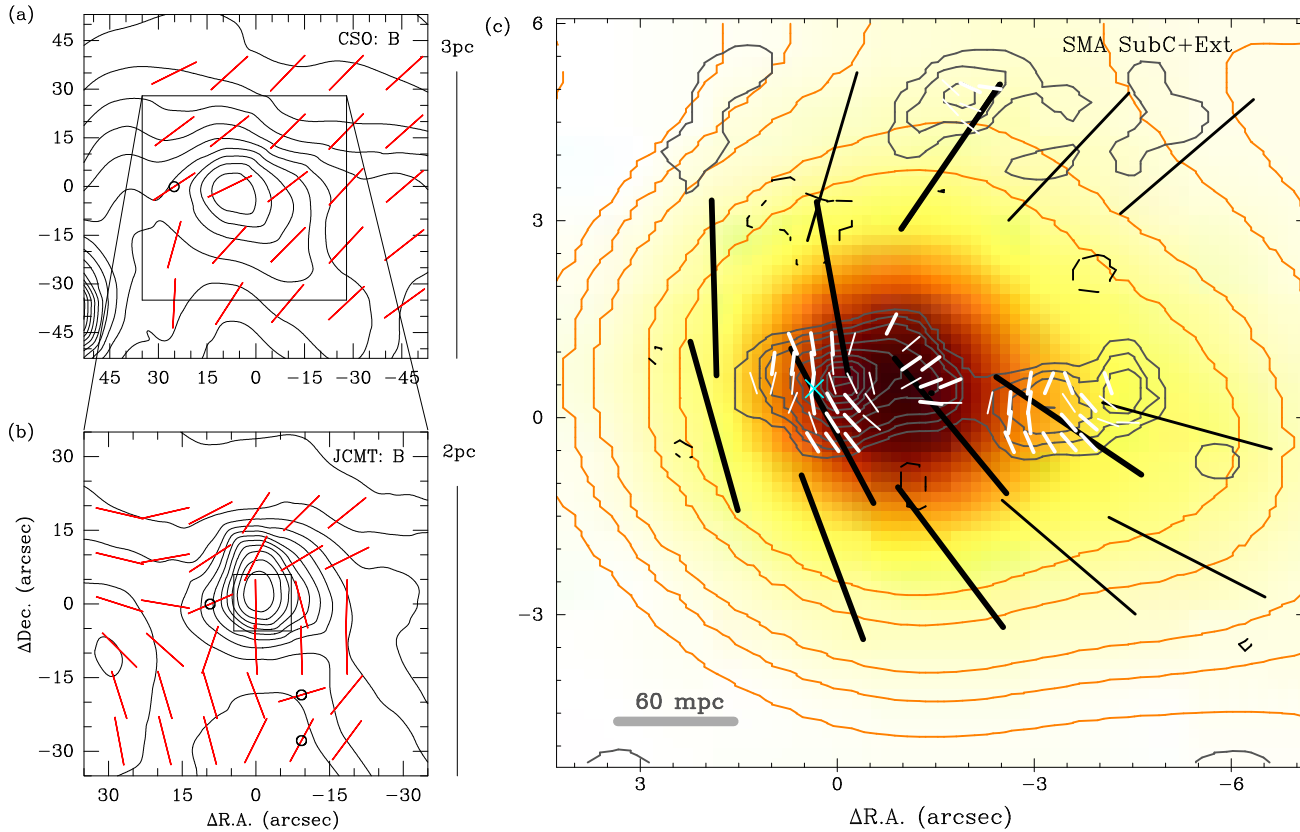 (a)
CSO: B
3pc
45
30
15
0
−15
−30
−45
45 30 15 0 −15 −30 −45
(b)
JCMT: B
2pc
30
15
0
−15
−30
ΔDec. (arcsec)
30 15 0 −15 −30
ΔR.A. (arcsec)
(c)
SMA SubC+Ext
6
3
0
−3
60 mpc
3 0 −3 −6
ΔR.A. (arcsec)